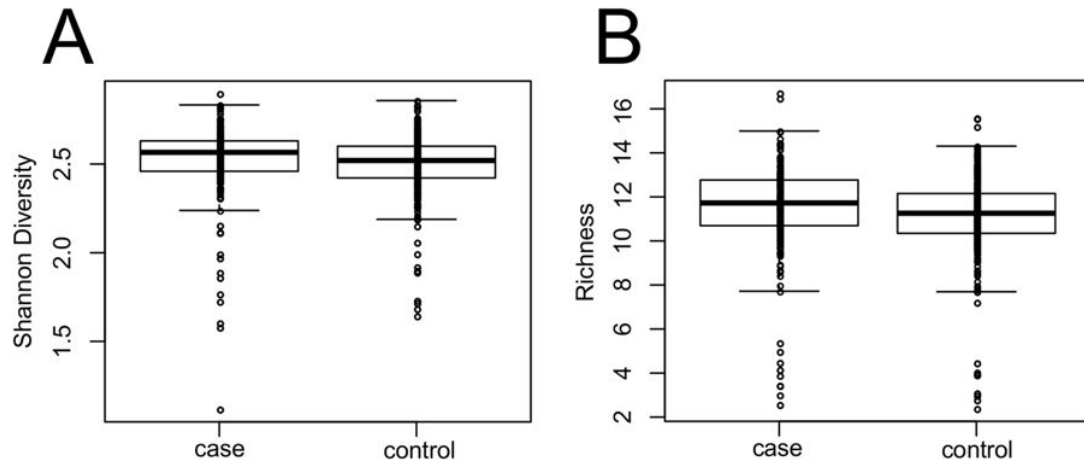 A
Shannon Diversity
2.5
2.0
1.5
case
control
B
Richness
16
14
12
10
8
6
4
2
case
control